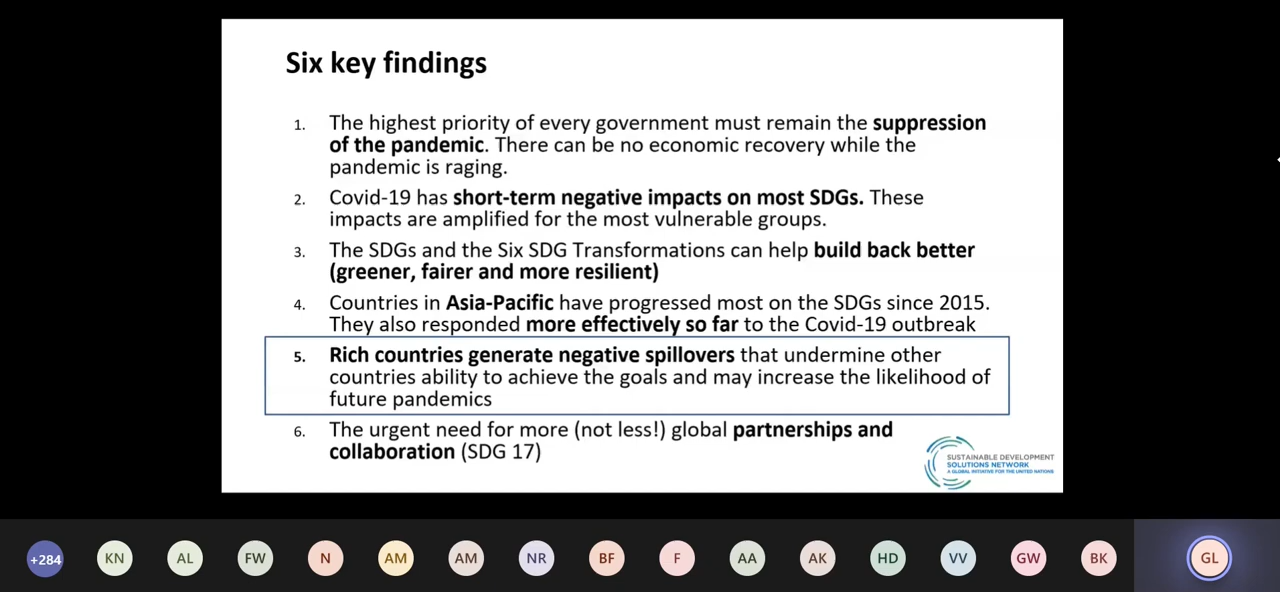 Six key findings
1. The highest priority of every government must remain the suppression
of the pandemic. There can be no economic recovery while the
pandemic is raging.
2. Covid-19 has short-term negative impacts on most SDGs. These
impacts are amplified for the most vulnerable groups.
3. The SDGs and the Six SDG Transformations can help build back better
(greener, fairer and more resilient)
4. Countries in Asia-Pacific have progressed most on the SDGs since 2015.
They also responded more effectively so far to the Covid-19 outbreak
5. Rich countries generate negative spillovers that undermine other
countries ability to achieve the goals and may increase the likelihood of
future pandemics
6. The urgent need for more (not less!) global partnerships and
collaboration (SDG 17)
SUSTAINABLE DEVELOPMENT
SOLUTIONS NETWORK
A GLOBAL INITIATIVE FOR THE UNITED NATIONS
+284 KN AL FW N AM AM NR BF F AA AK HD VV GW BK GL